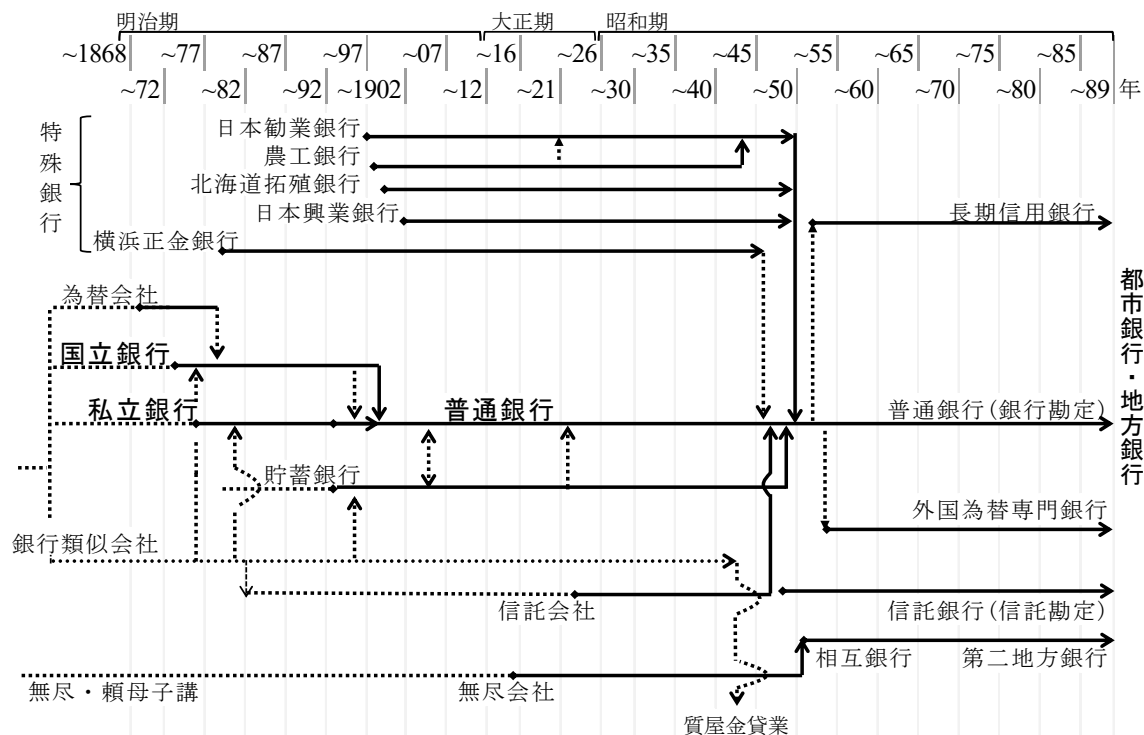 明治期 大正期 昭和期
~1868 ~77 ~87 ~97 ~07 ~16 ~26 ~35 ~45 ~55 ~65 ~75 ~85
~72 ~82 ~92 ~1902 ~12 ~21 ~30 ~40 ~50 ~60 ~70 ~80 ~89 年
特殊銀行
日本勧業銀行
農工銀行
北海道拓殖銀行
日本興業銀行
長期信用銀行
横浜正金銀行
為替会社
国立銀行
私立銀行 普通銀行 普通銀行(銀行勘定)
都市銀行・地方銀行
貯蓄銀行
外国為替専門銀行
銀行類似会社
信託会社 信託銀行(信託勘定)
相互銀行 第二地方銀行
無尽・頼母子講 無尽会社
質屋金貸業